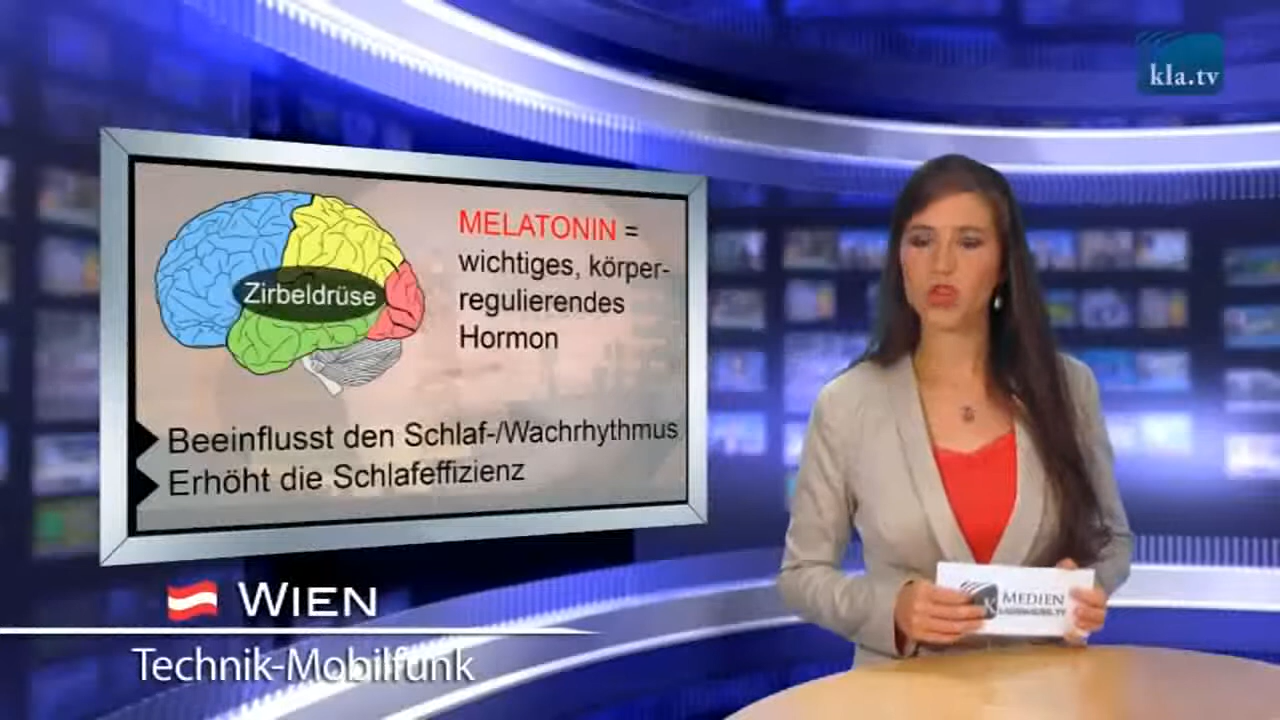 kla.tv
MELATONIN =
wichtiges, körper-
regulierendes
Hormon
Zirbeldrüse
Beeinflusst den Schlaf-/Wachrhythmus
Erhöht die Schlafeffizienz
WIEN
Technik-Mobilfunk
MEDIEN